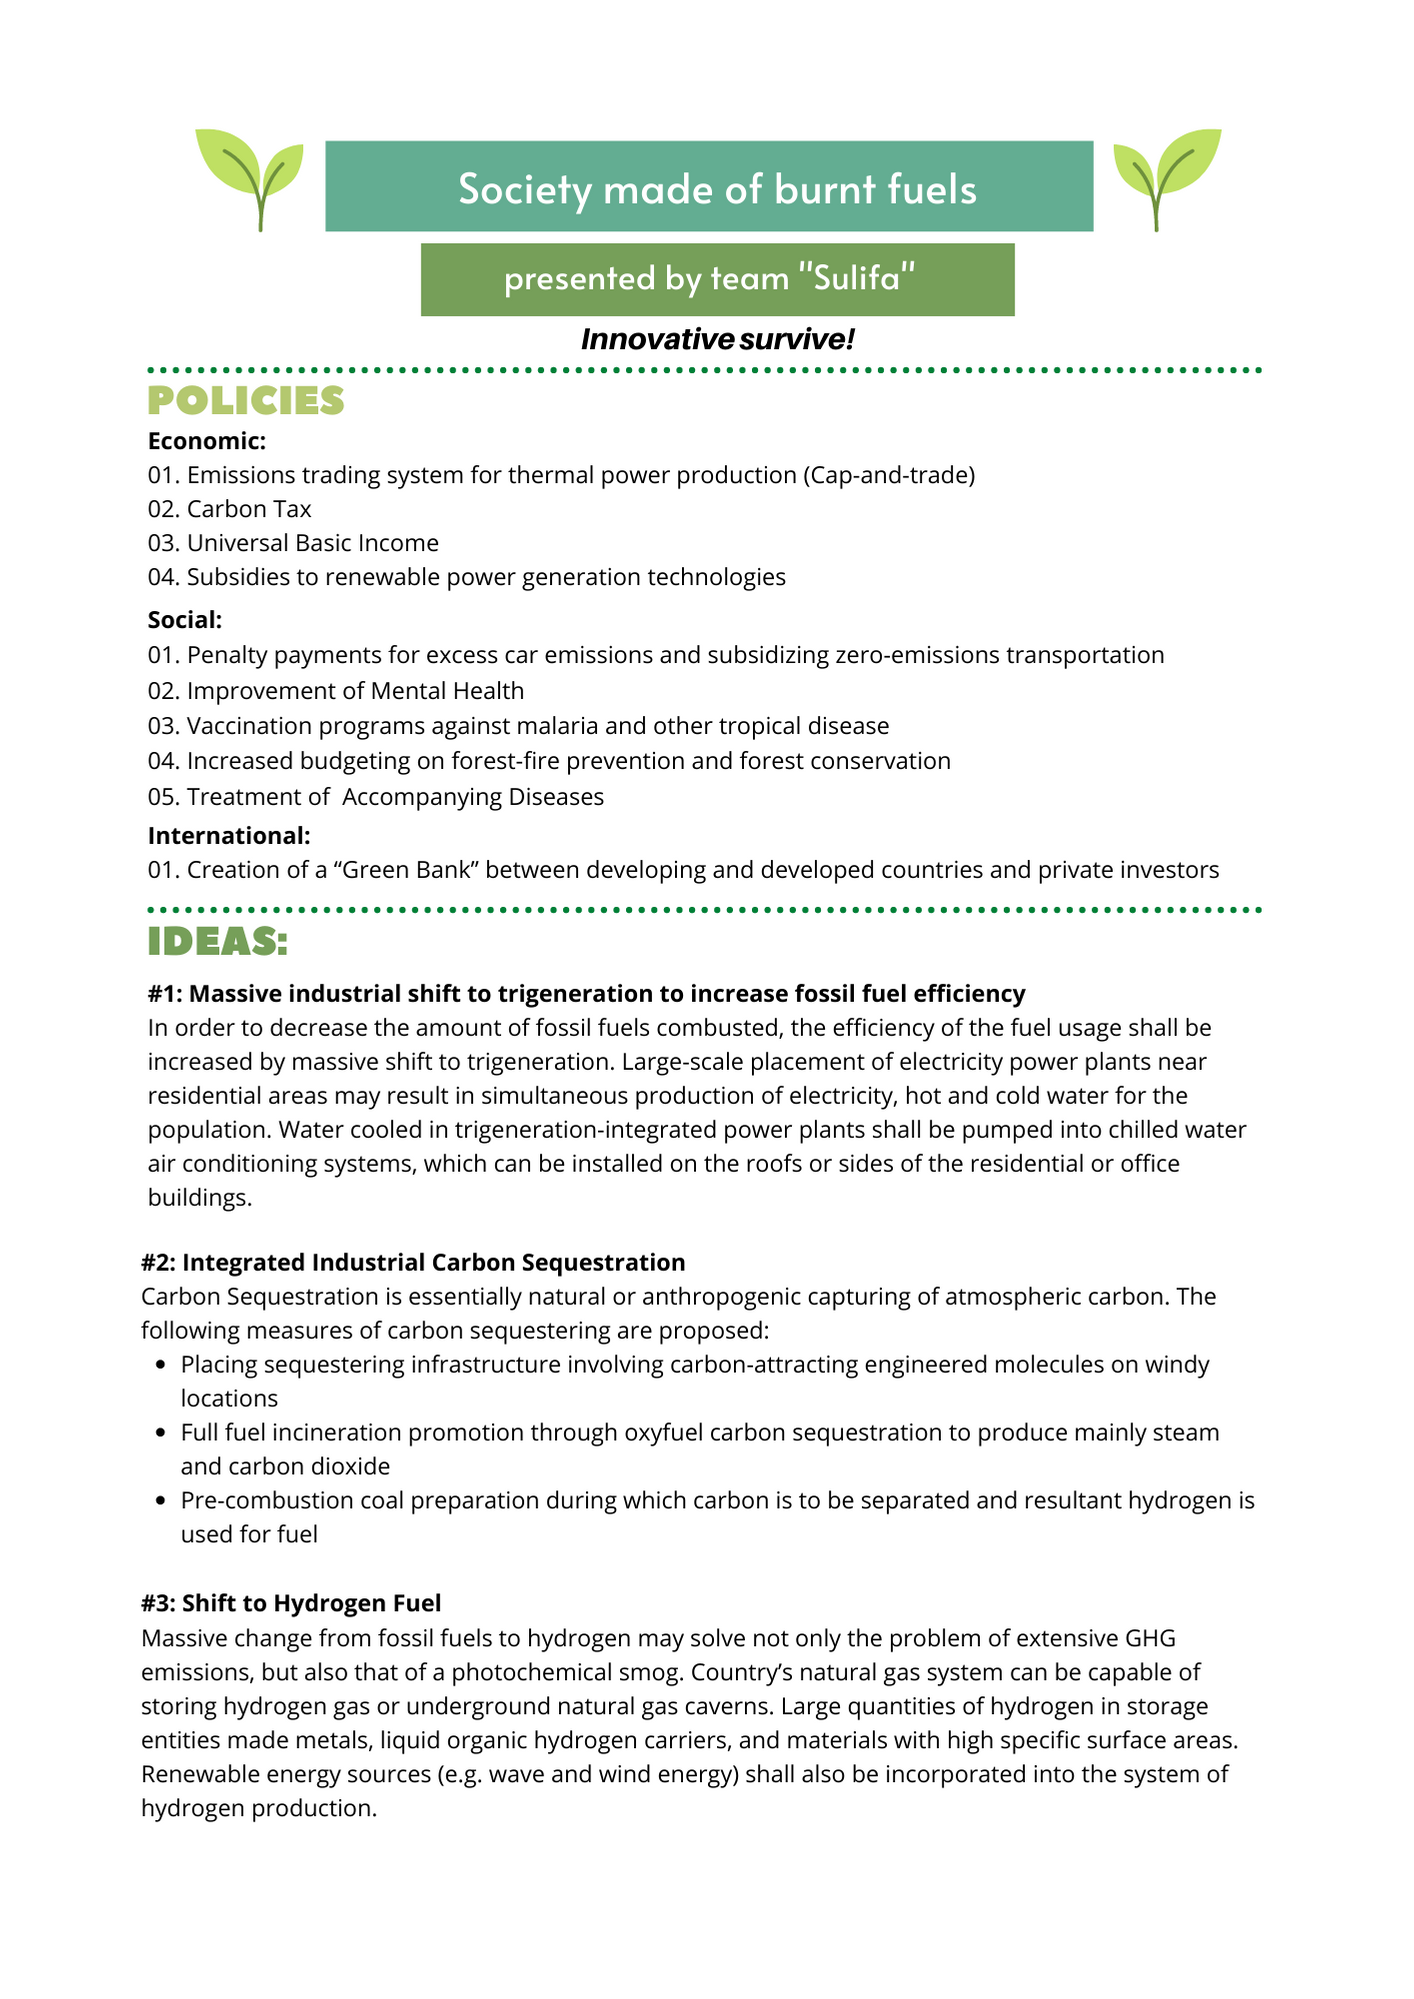 Society made of burnt fuels
presented by team "Sulifa"
Innovative survive!
POLICIES
Economic:
01. Emissions trading system for thermal power production (Cap-and-trade)
02. Carbon Tax
03. Universal Basic Income
04. Subsidies to renewable power generation technologies
Social:
01. Penalty payments for excess car emissions and subsidizing zero-emissions transportation
02. Improvement of Mental Health
03. Vaccination programs against malaria and other tropical disease
04. Increased budgeting on forest-fire prevention and forest conservation
05. Treatment of  Accompanying Diseases
International:
01. Creation of a “Green Bank” between developing and developed countries and private investors
IDEAS:
#1: Massive industrial shift to trigeneration to increase fossil fuel efficiency
In order to decrease the amount of fossil fuels combusted, the efficiency of the fuel usage shall be
increased by massive shift to trigeneration. Large-scale placement of electricity power plants near
residential areas may result in simultaneous production of electricity, hot and cold water for the
population. Water cooled in trigeneration-integrated power plants shall be pumped into chilled water
air conditioning systems, which can be installed on the roofs or sides of the residential or office
buildings.
#2: Integrated Industrial Carbon Sequestration
Carbon Sequestration is essentially natural or anthropogenic capturing of atmospheric carbon. The
following measures of carbon sequestering are proposed:
• Placing sequestering infrastructure involving carbon-attracting engineered molecules on windy
locations
• Full fuel incineration promotion through oxyfuel carbon sequestration to produce mainly steam
and carbon dioxide
• Pre-combustion coal preparation during which carbon is to be separated and resultant hydrogen is
used for fuel
#3: Shift to Hydrogen Fuel
Massive change from fossil fuels to hydrogen may solve not only the problem of extensive GHG
emissions, but also that of a photochemical smog. Country’s natural gas system can be capable of
storing hydrogen gas or underground natural gas caverns. Large quantities of hydrogen in storage
entities made metals, liquid organic hydrogen carriers, and materials with high specific surface areas.
Renewable energy sources (e.g. wave and wind energy) shall also be incorporated into the system of
hydrogen production.